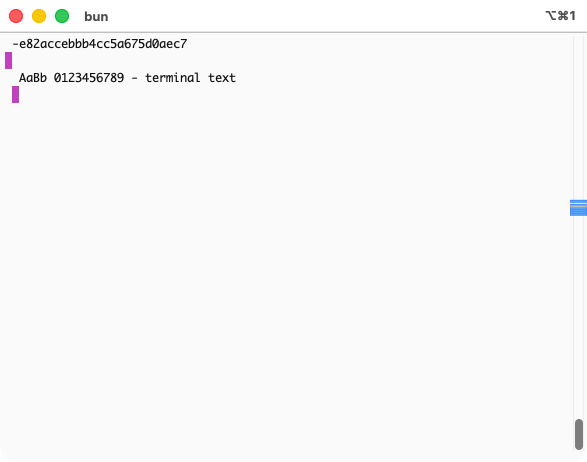 bun
⌥⌘1
-e82accebbb4cc5a675d0aec7
AaBb 0123456789 - terminal text